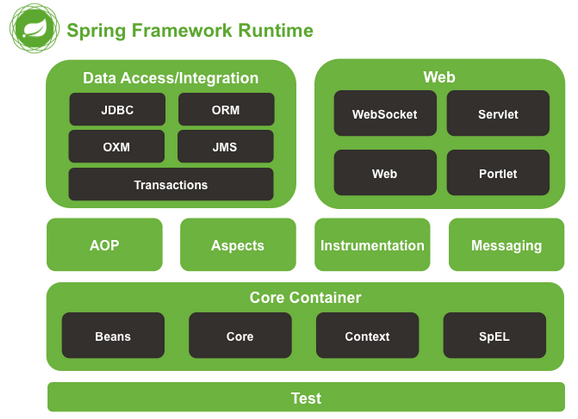 Spring Framework Runtime
Data Access/Integration
JDBC
ORM
OXM
JMS
Transactions
Web
WebSocket
Servlet
Web
Portlet
AOP
Aspects
Instrumentation
Messaging
Core Container
Beans
Core
Context
SpEL
Test